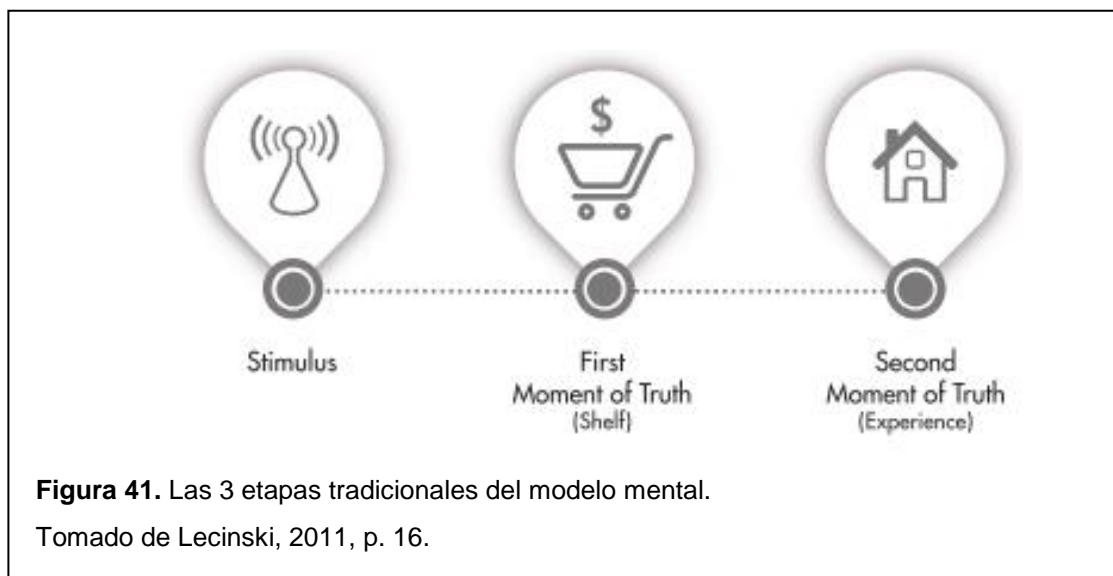 $
Stimulus
First
Moment of Truth
(Shelf)
Second
Moment of Truth
(Experience)
Figura 41. Las 3 etapas tradicionales del modelo mental.
Tomado de Lecinski, 2011, p. 16.